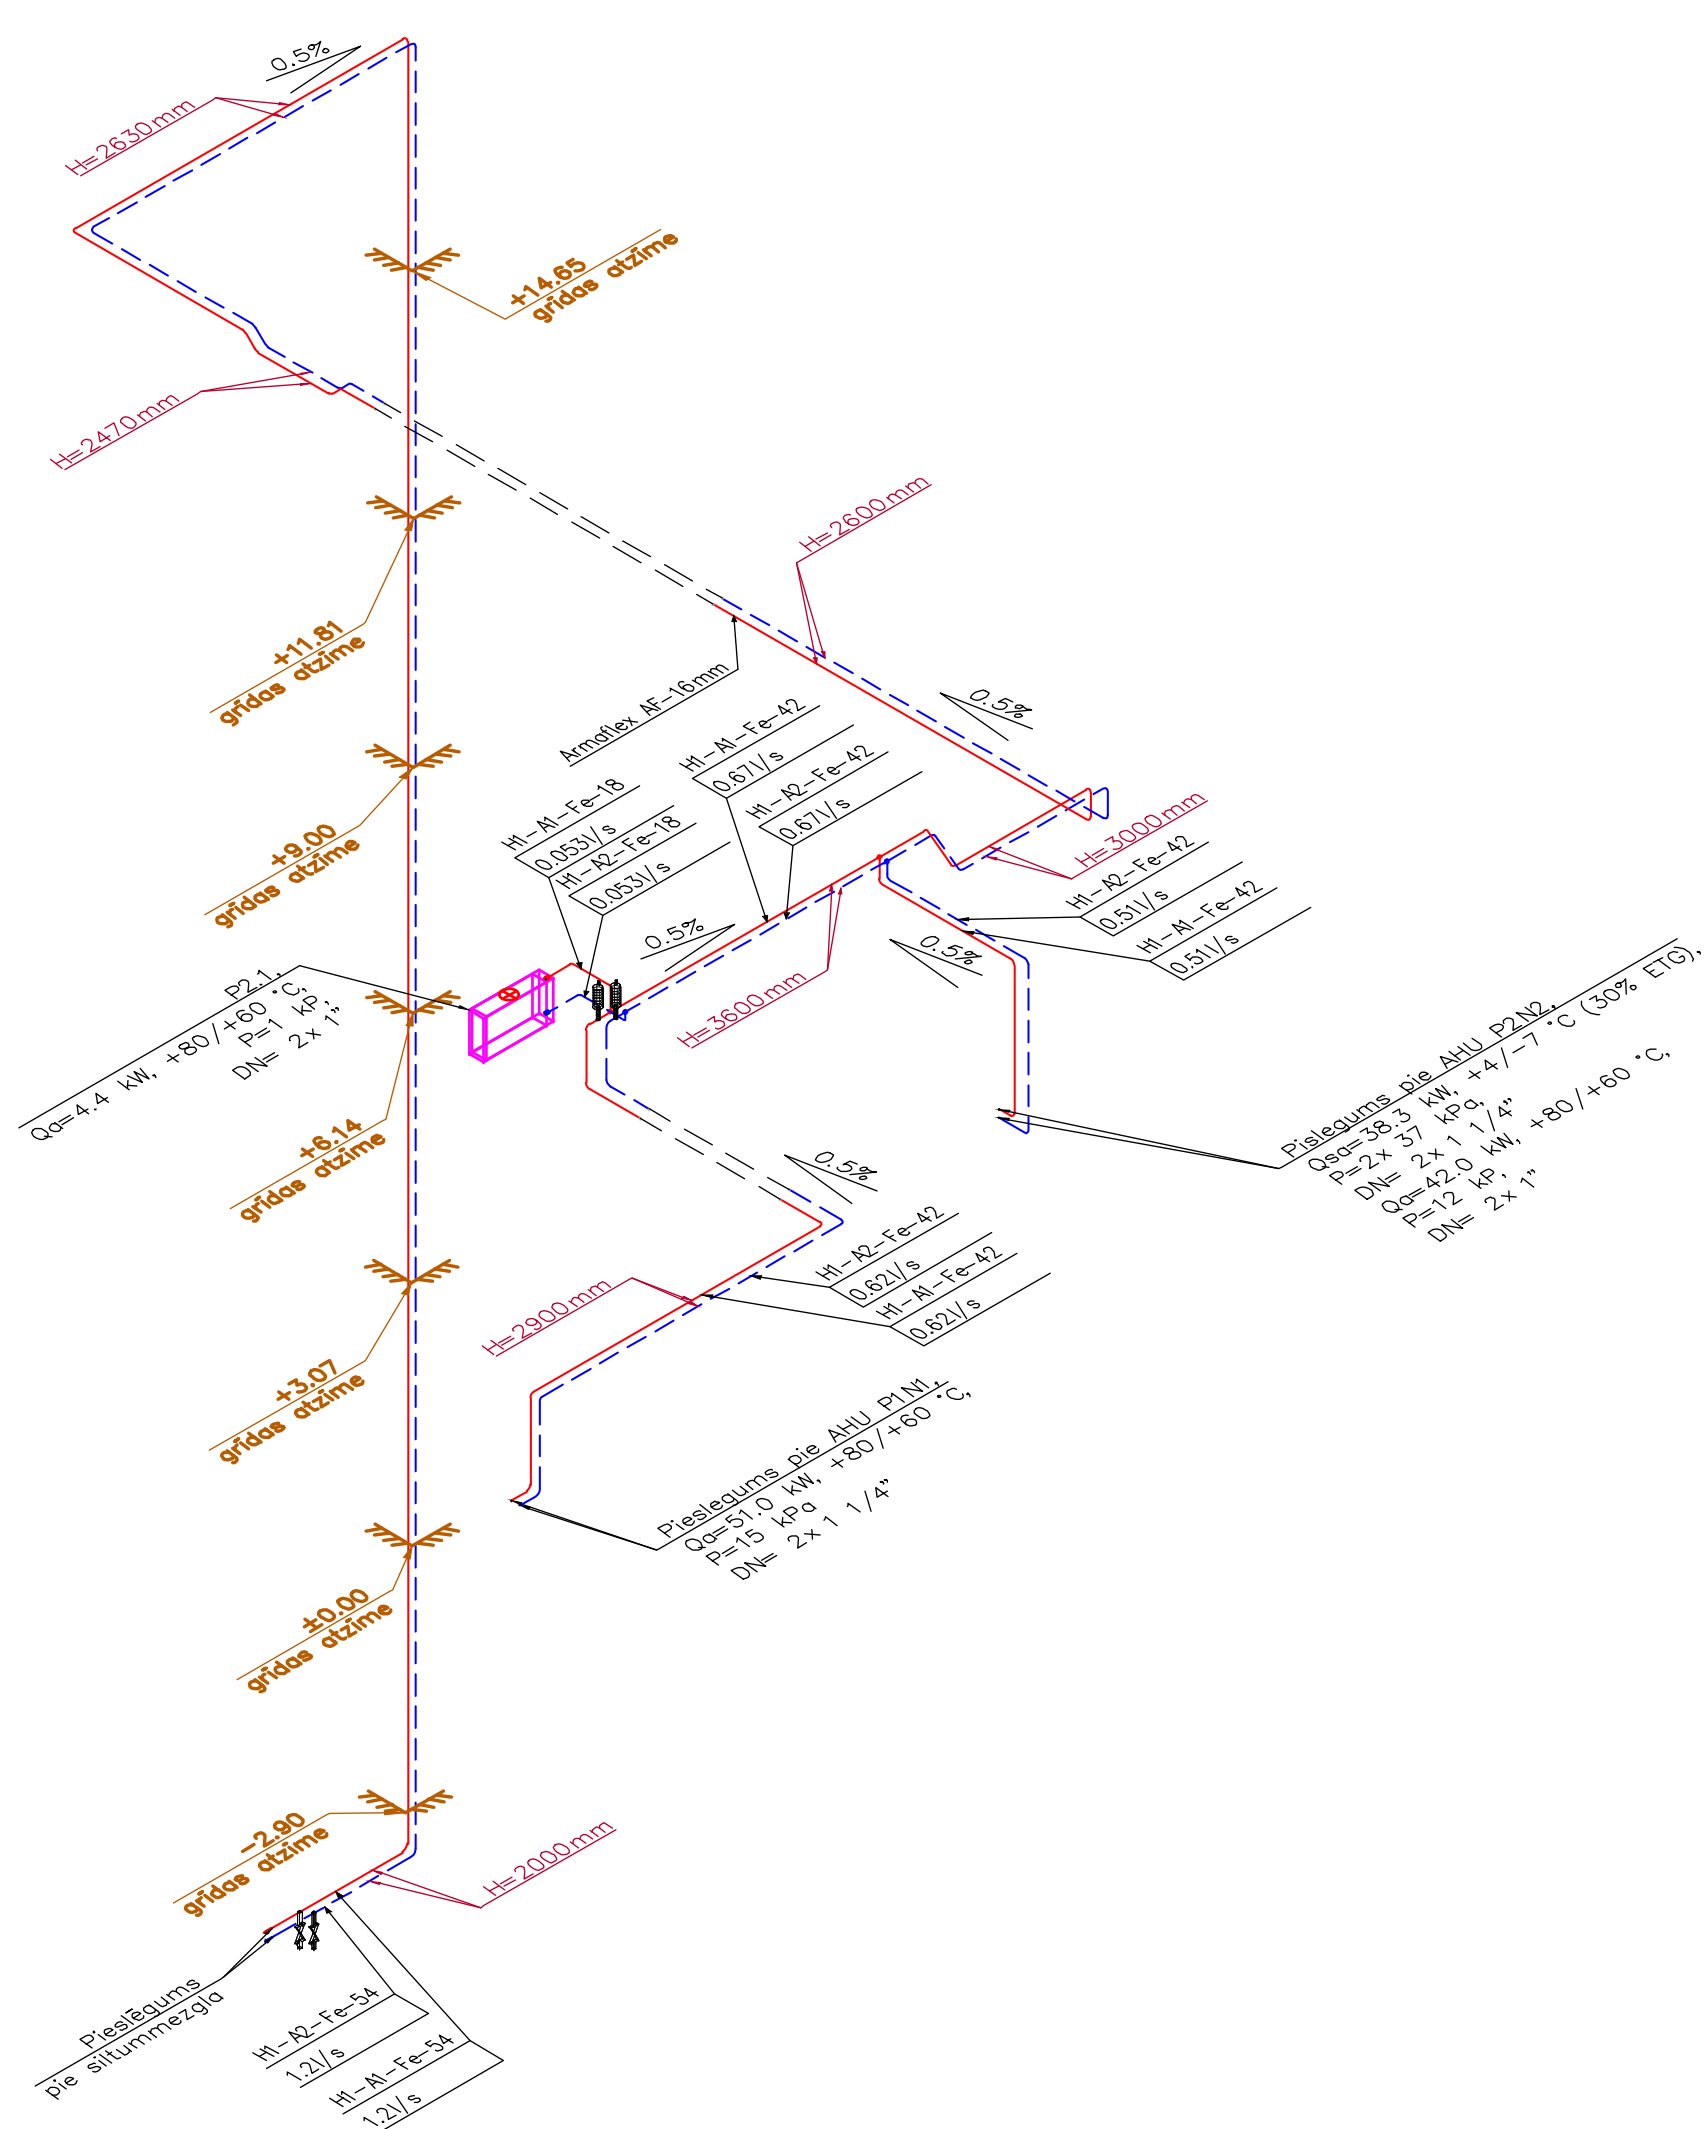 0.5%
H=2630mm
+14.65
grīdas atzīme
H=2470mm
H=2600mm
+11.81
grīdas atzīme
Armaflex AF-16mm
0.5%
H1-A1-Fe-42
0.67l/s
H1-A2-Fe-42
0.67l/s
H1-A1-Fe-18
0.053l/s
H1-A2-Fe-18
0.053l/s
+9.00
grīdas atzīme
H=3000mm
H1-A2-Fe-42
0.51l/s
H1-A1-Fe-42
0.51l/s
0.5%
0.5%
H=3600mm
P2.1,
Qa=4.4 kW, +80/+60 °C,
P=1 kP,
DN= 2x 1"
+6.14
grīdas atzīme
Pislegums pie AHU P2N2,
Qsa=38.3 kW, +4/-7 °C (30% ETG),
P=2x 37 kPa,
DN= 2x 1 1/4"
Qa=42.0 kW, +80/+60 °C,
P=12 kP,
DN= 2x 1"
0.5%
H1-A2-Fe-42
0.62l/s
H1-A1-Fe-42
0.62l/s
H=2900mm
+3.07
grīdas atzīme
Pieslegums pie AHU P1N1,
Qa=51.0 kW, +80/+60 °C,
P=15 kPa
DN= 2x 1 1/4"
±0.00
grīdas atzīme
-2.90
grīdas atzīme
H=2000mm
Pieslēgums
pie siltummezgla
H1-A2-Fe-54
1.2l/s
H1-A1-Fe-54
1.2l/s